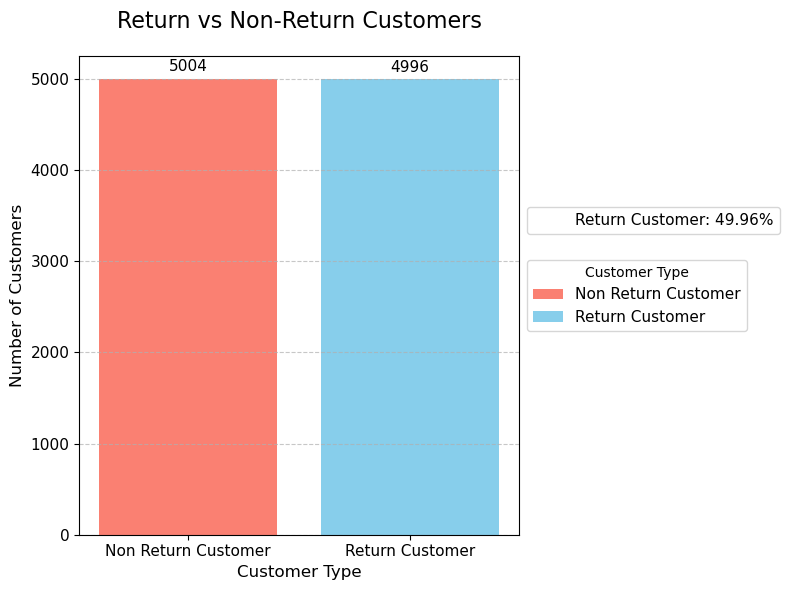 Return vs Non-Return Customers
5004
4996
5000
4000
3000
2000
1000
0
Number of Customers
Non Return Customer
Return Customer
Customer Type
Return Customer: 49.96%
Customer Type
Non Return Customer
Return Customer